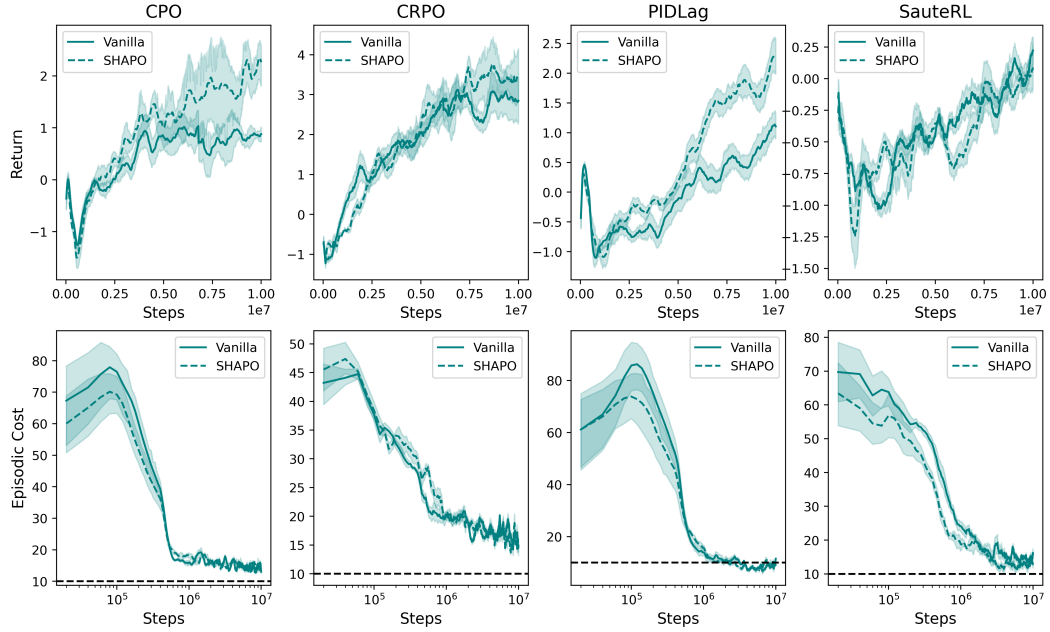 CPO
CRPO
PIDLag
SauteRL
Return
Vanilla
SHAPO
2
1
0
−1
0.00 0.25 0.50 0.75 1.00
1e7
Steps
Vanilla
SHAPO
4
3
2
1
0
−1
0.00 0.25 0.50 0.75 1.00
1e7
Steps
Vanilla
SHAPO
2.5
2.0
1.5
1.0
0.5
0.0
−0.5
−1.0
0.00 0.25 0.50 0.75 1.00
1e7
Steps
Vanilla
SHAPO
0.25
0.00
−0.25
−0.50
−0.75
−1.00
−1.25
−1.50
0.00 0.25 0.50 0.75 1.00
1e7
Steps
Episodic Cost
Vanilla
SHAPO
80
70
60
50
40
30
20
10
10⁵ 10⁶ 10⁷
Steps
Vanilla
SHAPO
50
45
40
35
30
25
20
15
10
10⁵ 10⁶ 10⁷
Steps
Vanilla
SHAPO
80
60
40
20
10⁵ 10⁶ 10⁷
Steps
Vanilla
SHAPO
80
70
60
50
40
30
20
10
10⁵ 10⁶ 10⁷
Steps